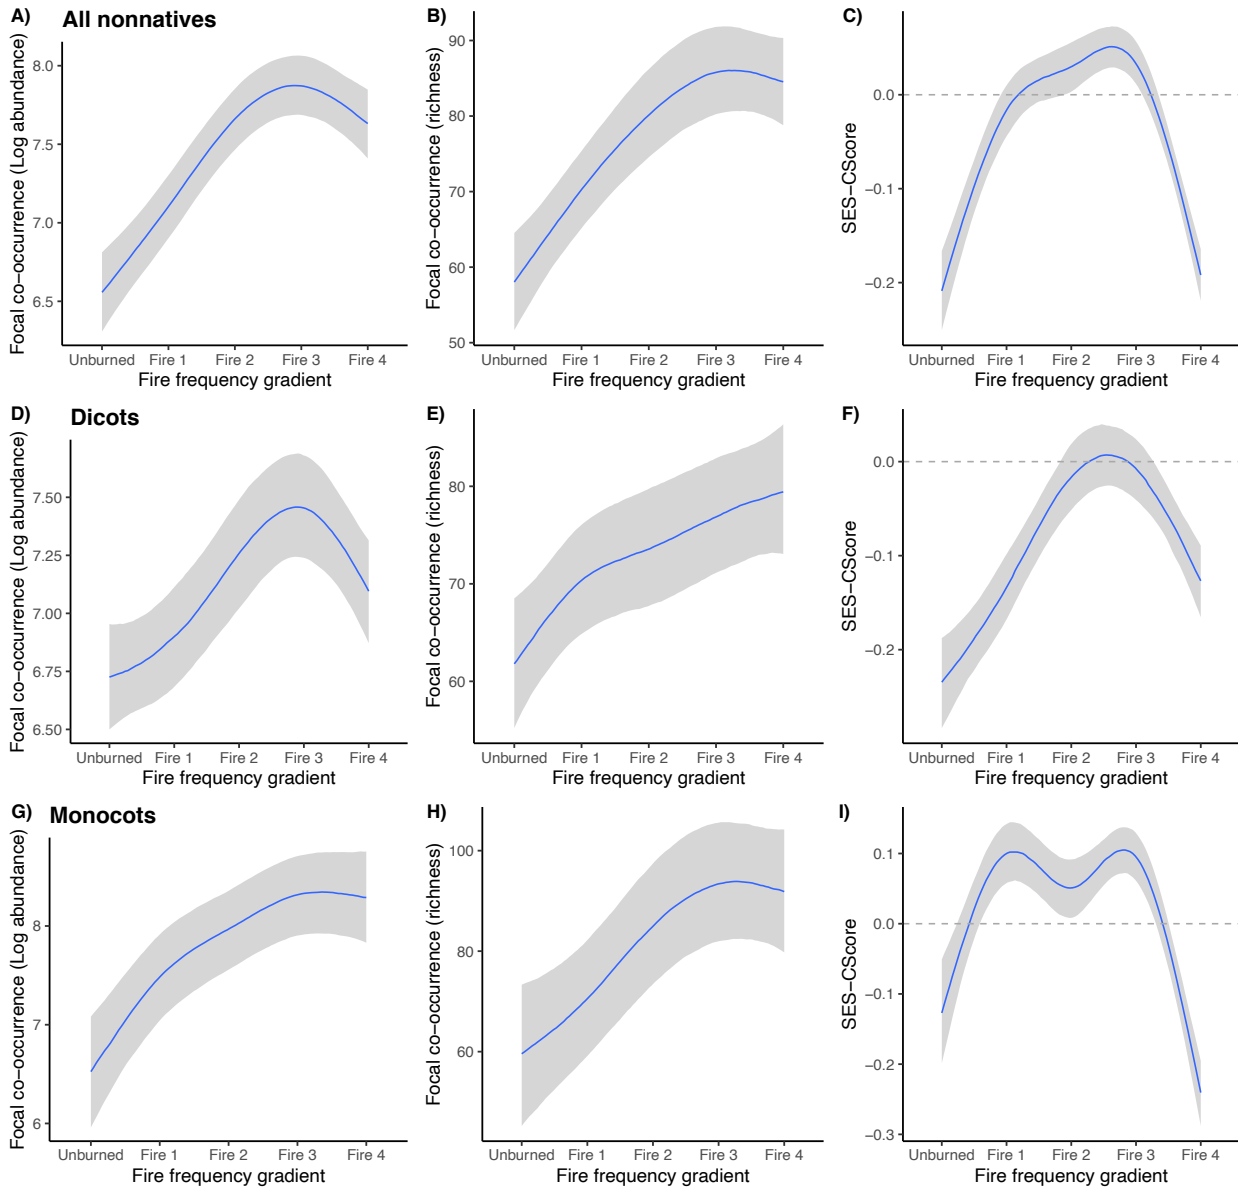 A) All nonnatives
Focal co−occurrence (Log abundance)
8.0
7.5
7.0
6.5
Unburned Fire 1 Fire 2 Fire 3 Fire 4
Fire frequency gradient
B)
Focal co−occurrence (richness)
90
80
70
60
50
Unburned Fire 1 Fire 2 Fire 3 Fire 4
Fire frequency gradient
C)
SES−CScore
0.0
−0.1
−0.2
Unburned Fire 1 Fire 2 Fire 3 Fire 4
Fire frequency gradient
D) Dicots
Focal co−occurrence (Log abundance)
7.50
7.25
7.00
6.75
6.50
Unburned Fire 1 Fire 2 Fire 3 Fire 4
Fire frequency gradient
E)
Focal co−occurrence (richness)
80
70
60
Unburned Fire 1 Fire 2 Fire 3 Fire 4
Fire frequency gradient
F)
SES−CScore
0.0
−0.1
−0.2
Unburned Fire 1 Fire 2 Fire 3 Fire 4
Fire frequency gradient
G) Monocots
Focal co−occurrence (Log abundance)
8
7
6
Unburned Fire 1 Fire 2 Fire 3 Fire 4
Fire frequency gradient
H)
Focal co−occurrence (richness)
100
80
60
Unburned Fire 1 Fire 2 Fire 3 Fire 4
Fire frequency gradient
I)
SES−CScore
0.1
0.0
−0.1
−0.2
−0.3
Unburned Fire 1 Fire 2 Fire 3 Fire 4
Fire frequency gradient